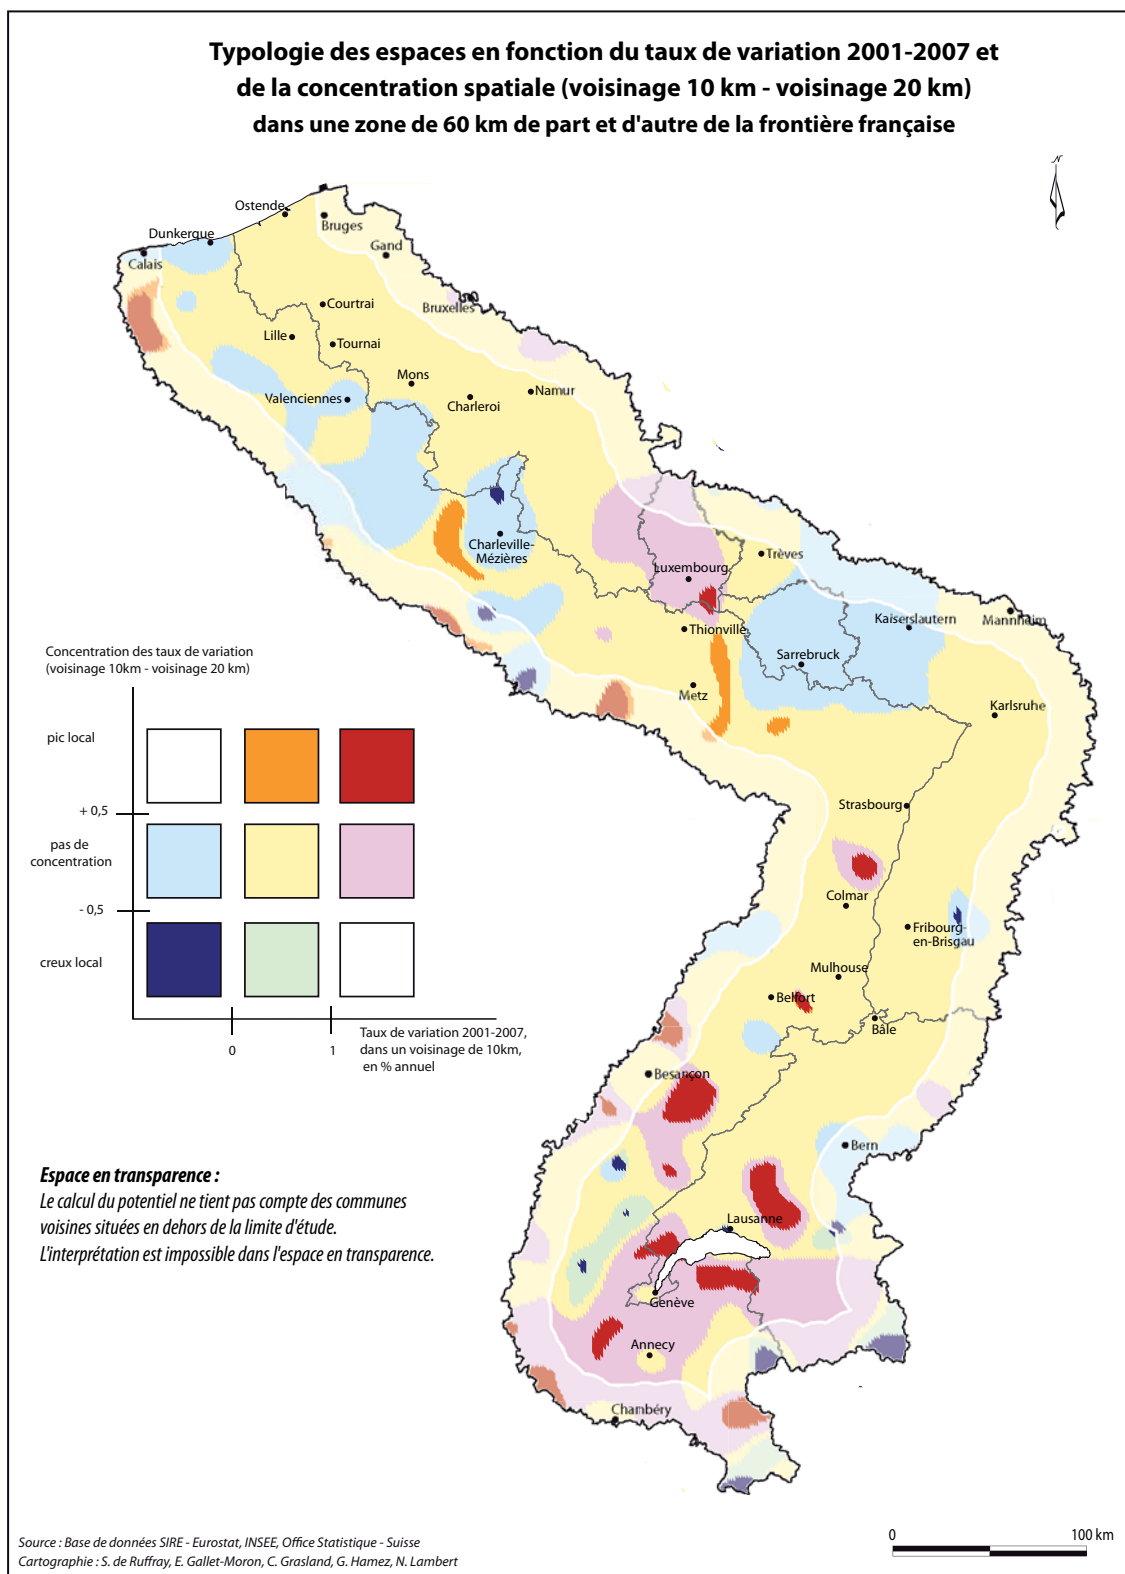 Typologie des espaces en fonction du taux de variation 2001-2007 et
de la concentration spatiale (voisinage 10 km - voisinage 20 km)
dans une zone de 60 km de part et d'autre de la frontière française
N
Ostende
Bruges
Dunkerque
Gand
Calais
Bruxelles
Courtrai
Lille
Tournai
Mons
Namur
Valenciennes
Charleroi
Charleville-
Mézières
Trèves
Luxembourg
Kaiserslautern
Mannheim
Thionville
Sarrebruck
Metz
Karlsruhe
Strasbourg
Colmar
Fribourg-
en-Brisgau
Mulhouse
Belfort
Bâle
Besançon
Bern
Lausanne
Genève
Annecy
Chambéry
Concentration des taux de variation
(voisinage 10km - voisinage 20 km)
pic local
+ 0,5
pas de
concentration
- 0,5
creux local
0
1
Taux de variation 2001-2007,
dans un voisinage de 10km,
en % annuel
Espace en transparence :
Le calcul du potentiel ne tient pas compte des communes
voisines situées en dehors de la limite d'étude.
L'interprétation est impossible dans l'espace en transparence.
0
100 km
Source : Base de données SIRE - Eurostat, INSEE, Office Statistique - Suisse
Cartographie : S. de Ruffray, E. Gallet-Moron, C. Grasland, G. Hamez, N. Lambert